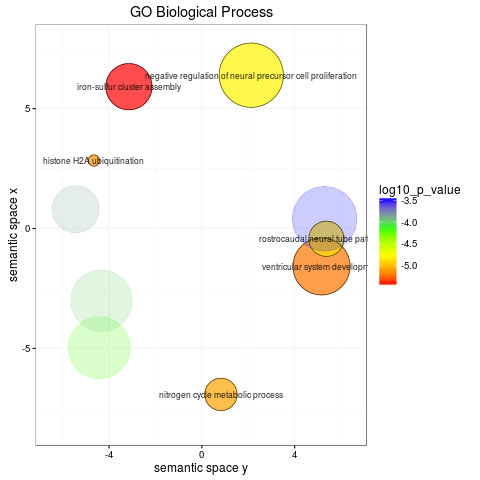 GO Biological Process
negative regulation of neural precursor cell proliferation
iron-sulfur cluster assembly
histone H2A ubiquitination
rostrocaudal neural tube pat
ventricular system developr
nitrogen cycle metabolic process
5
0
-5
-4
0
4
semantic space x
semantic space y
log10_p_value
-3.5
-4.0
-4.5
-5.0